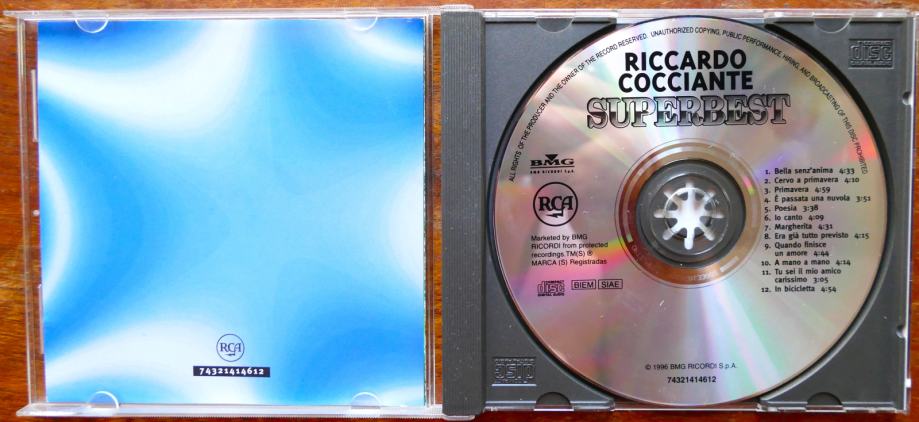 RCA
74321414612
ALL RIGHTS OF THE PRODUCER AND THE OWNER OF THE RECORD RESERVED. UNAUTHORIZED COPYING, PUBLIC PERFORMANCE, HIRING, AND BROADCASTING OF THIS DISC PROHIBITED
RICCARDO
COCCIANTE
SUPERBEST
BMG
BMG RICORDI S.p.A.
RCA
Marketed by BMG
RICORDI from protected
recordings.TM(S) ®
MARCA (S) Registradas
COMPACT
disc
DIGITAL AUDIO
BIEM SIAE
1. Bella senz'anima 4:33
2. Cervo a primavera 4:10
3. Primavera 4:59
4. É passata una nuvola 3:51
5. Poesia 3:38
6. Io canto 4:09
7. Margherita 4:31
8. Era già tutto previsto 4:15
9. Quando finisce
un amore 4:44
10. A mano a mano 4:14
11. Tu sei il mio amico
carissimo 3:05
12. In bicicletta 4:54
© 1996 BMG RICORDI S.p.A.
74321414612
disc
disc